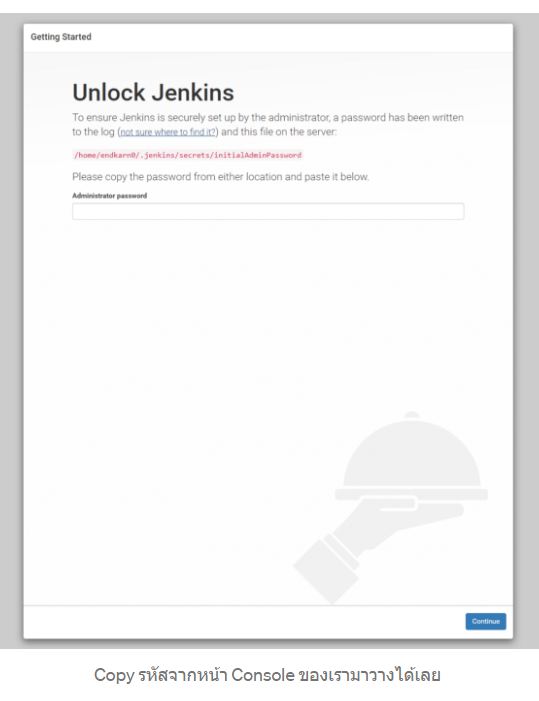 Getting Started
Unlock Jenkins
To ensure Jenkins is securely set up by the administrator, a password has been written
to the log (not sure where to find it?) and this file on the server:
/home/endkarn0/.jenkins/secrets/initialAdminPassword
Please copy the password from either location and paste it below.
Administrator password
Continue
Copy รหัสจากหน้า Console ของเรามาวางได้เลย